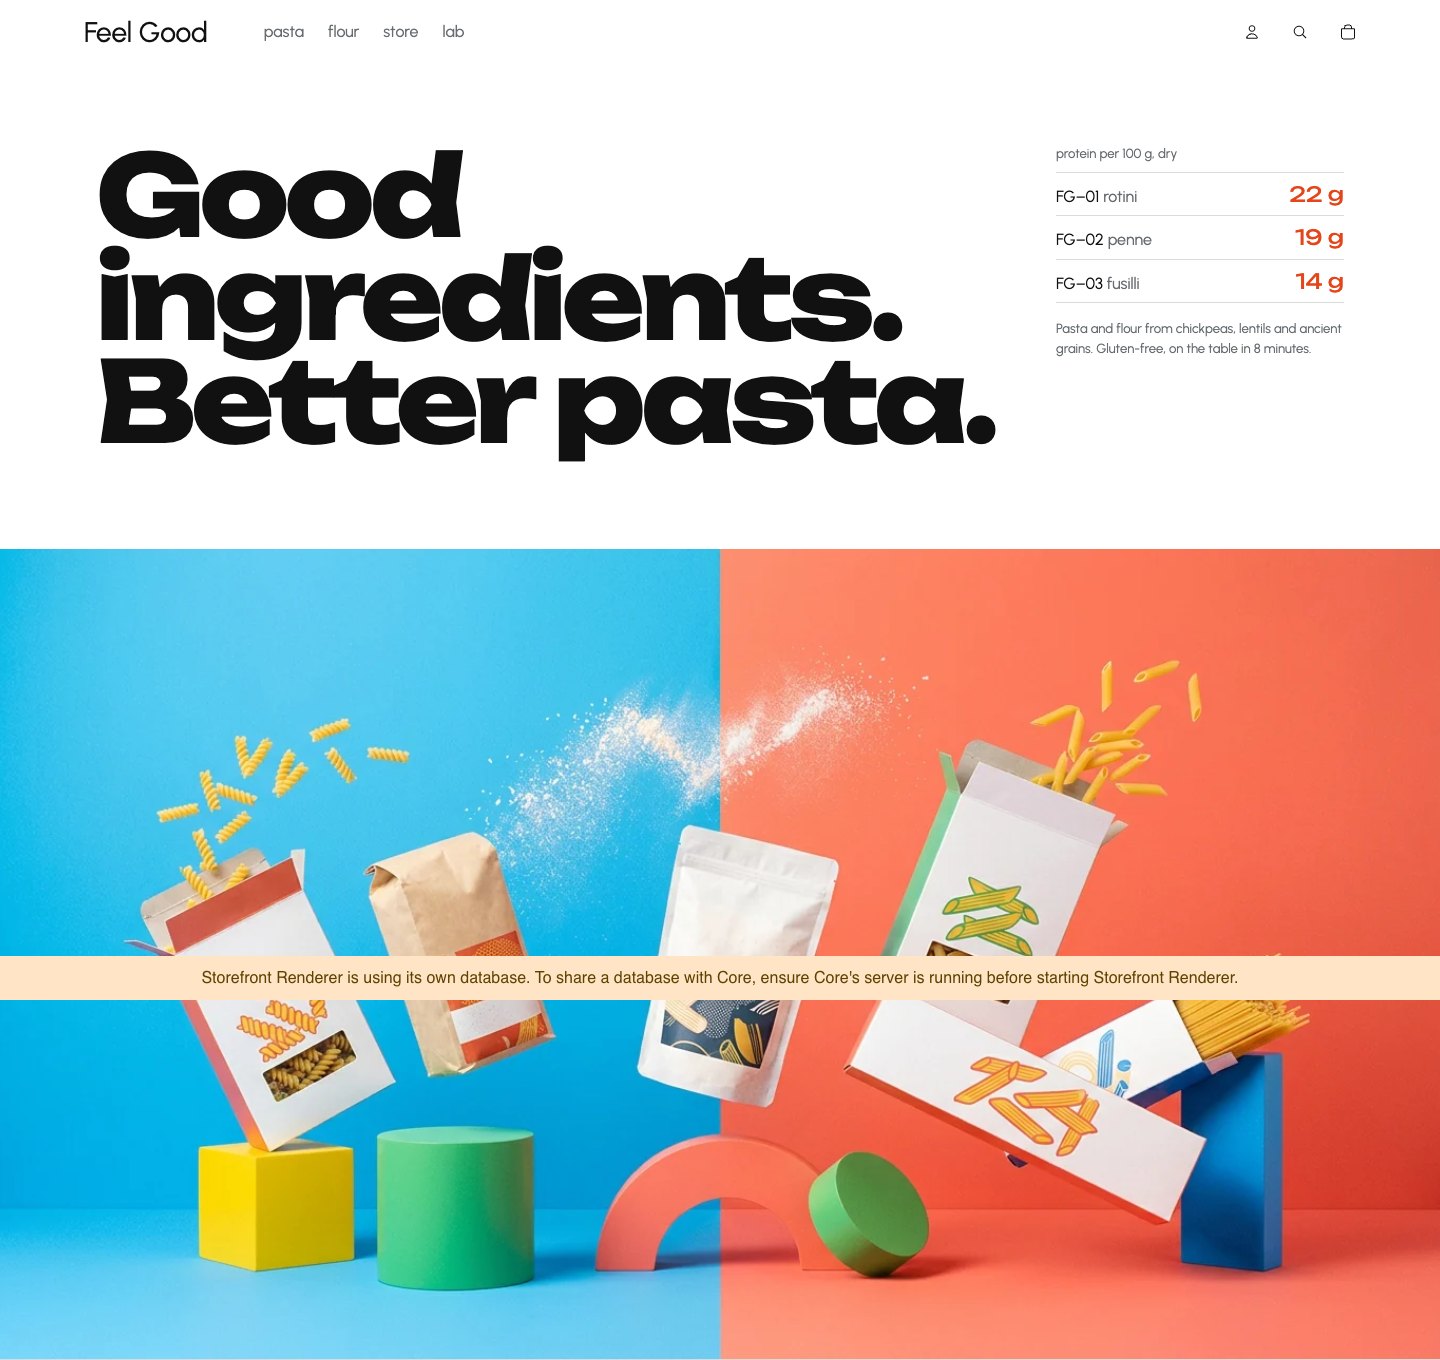 Feel Good
pasta
flour
store
lab
Good
ingredients.
Better pasta.
protein per 100 g, dry
FG–01 rotini 22 g
FG–02 penne 19 g
FG–03 fusilli 14 g
Pasta and flour from chickpeas, lentils and ancient
grains. Gluten-free, on the table in 8 minutes.
Storefront Renderer is using its own database. To share a database with Core, ensure Core's server is running before starting Storefront Renderer.